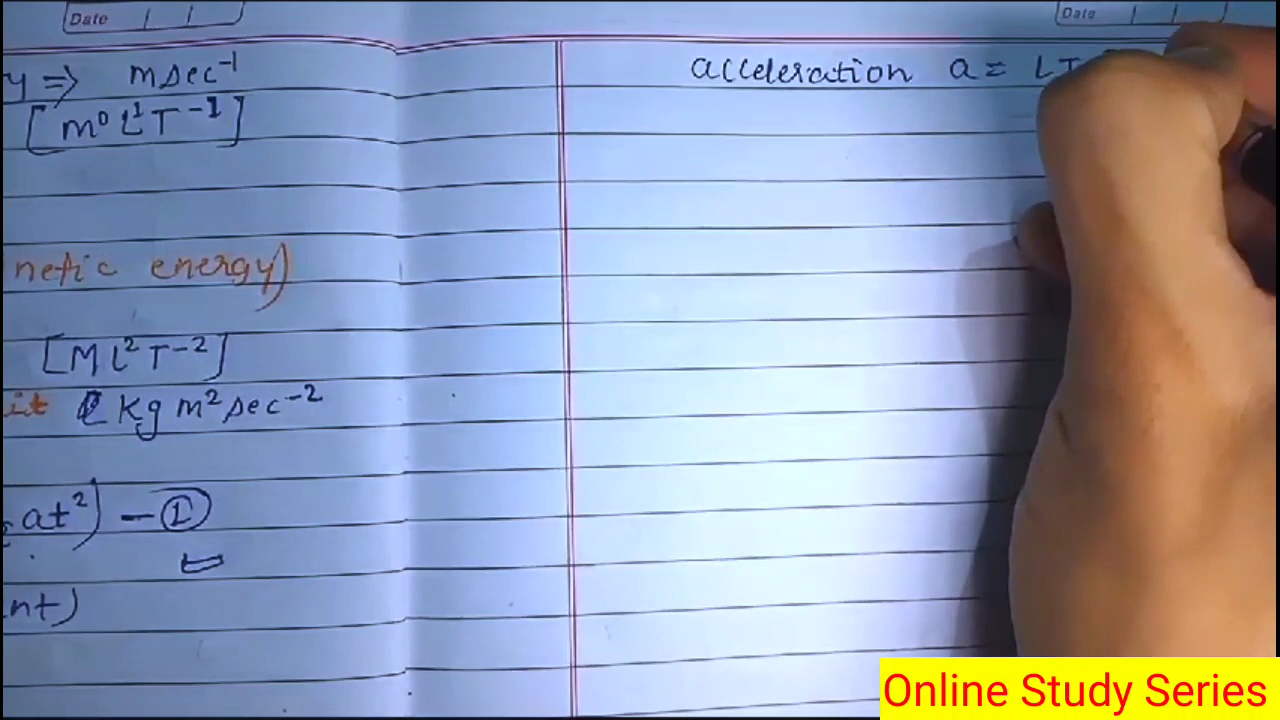 Date
y => msec⁻¹
[m⁰ L¹ T⁻¹]
netic energy)
[M L² T⁻²]
it Kg m² sec⁻²
at²) — ①
nt)
Date
acceleration a = LT
Online Study Series